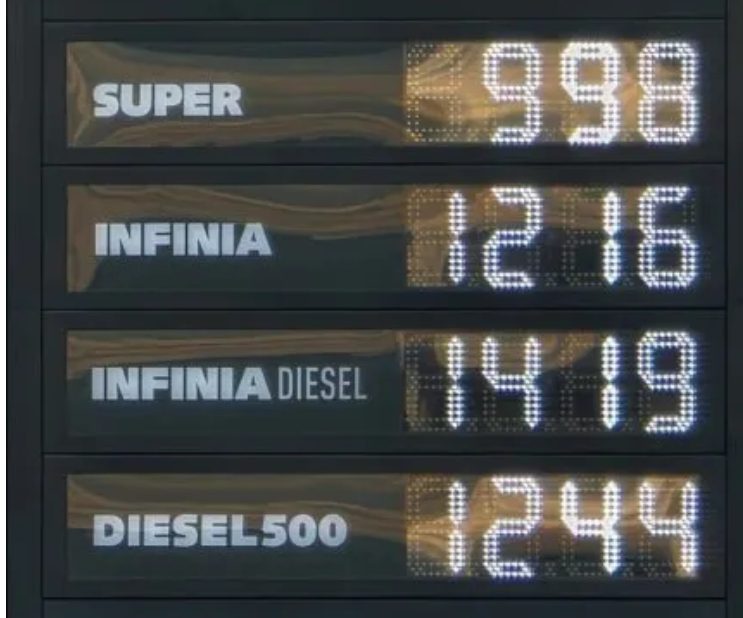 SUPER 998
INFINIA 1216
INFINIA DIESEL 1419
DIESEL500 1244